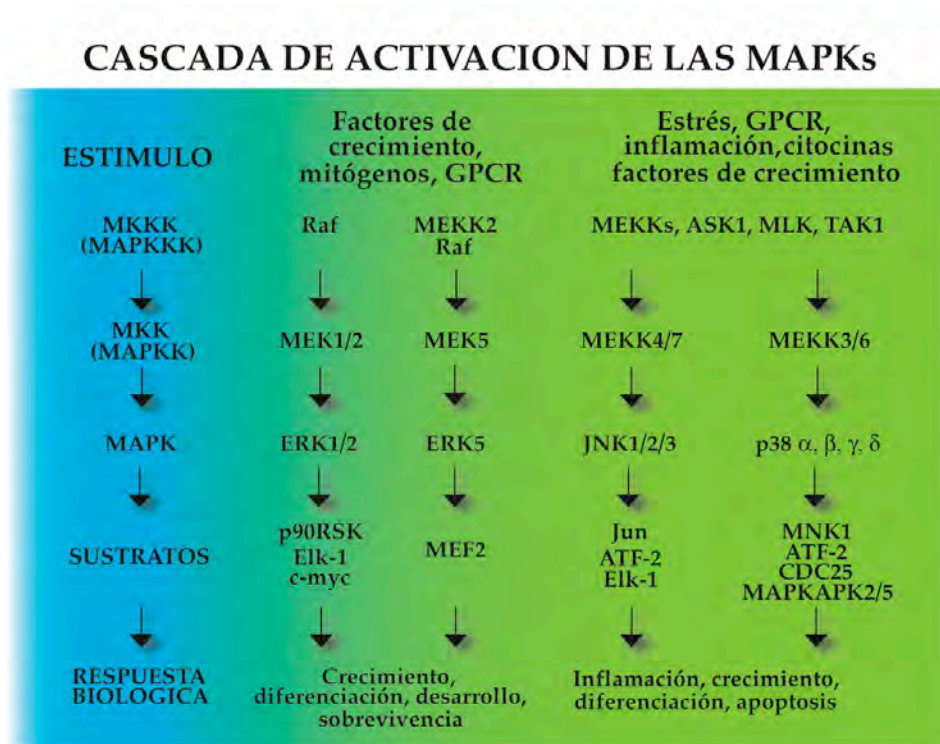 CASCADA DE ACTIVACION DE LAS MAPKs
ESTIMULO
Factores de
crecimiento,
mitógenos, GPCR
Estrés, GPCR,
inflamación,citocinas
factores de crecimiento
MKKK
(MAPKKK)
Raf
MEKK2
Raf
MEKKs, ASK1, MLK, TAK1
MKK
(MAPKK)
MEK1/2
MEK5
MEKK4/7
MEKK3/6
MAPK
ERK1/2
ERK5
JNK1/2/3
p38 α, β, γ, δ
SUSTRATOS
p90RSK
Elk-1
c-myc
MEF2
Jun
ATF-2
Elk-1
MNK1
ATF-2
CDC25
MAPKAPK2/5
RESPUESTA
BIOLOGICA
Crecimiento,
diferenciación, desarrollo,
sobrevivencia
Inflamación, crecimiento,
diferenciación, apoptosis